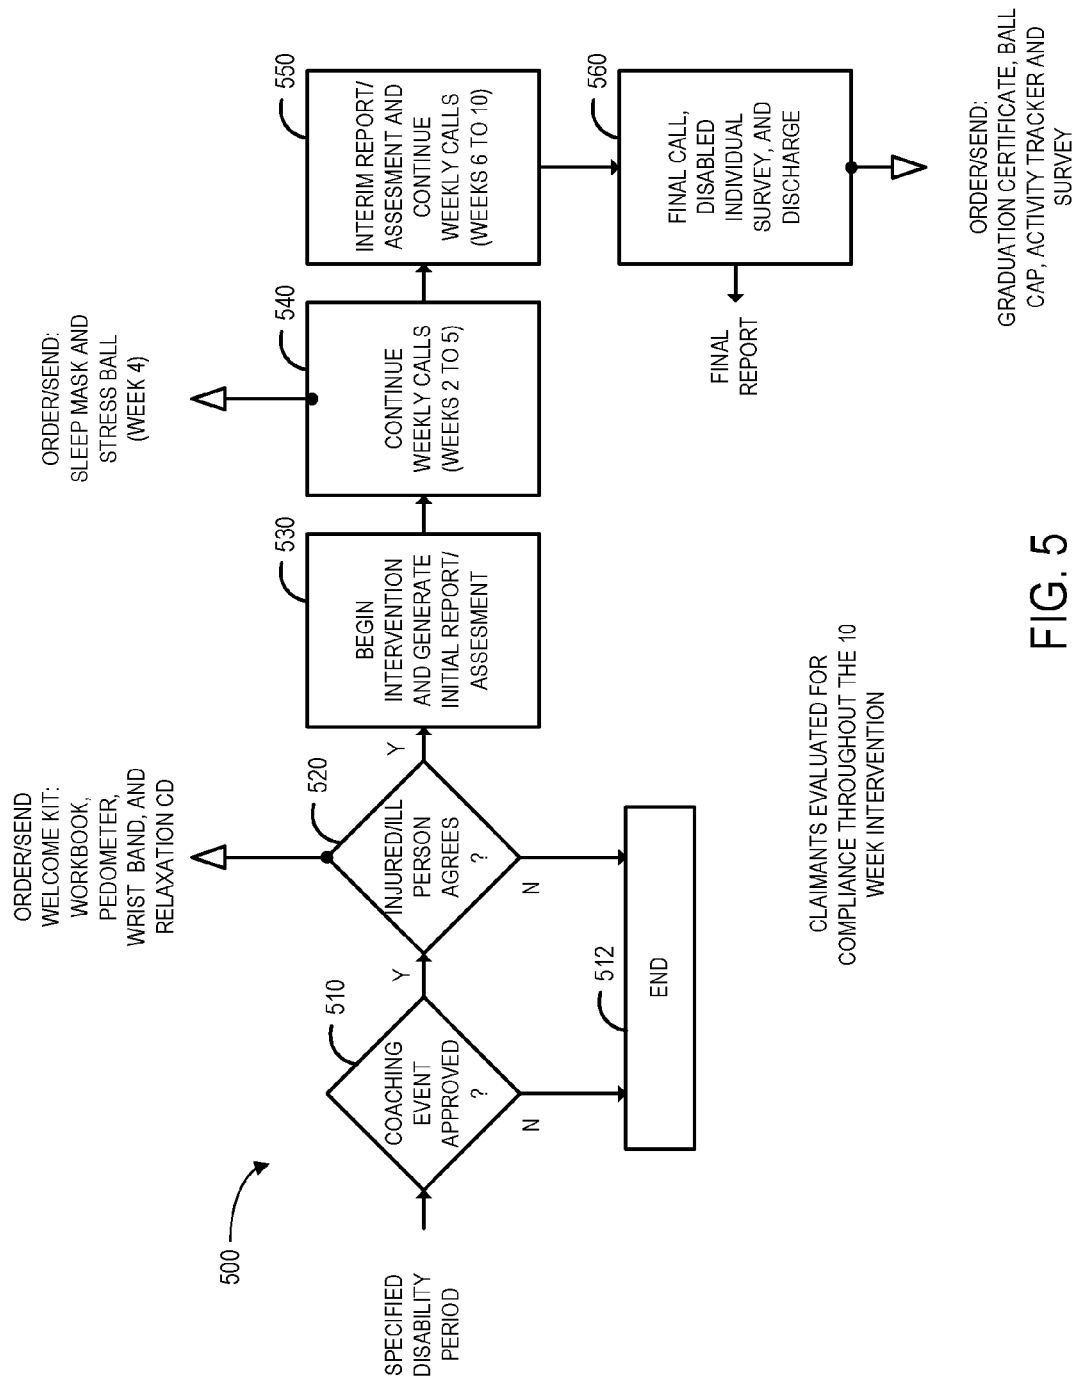 ORDER/SEND
WELCOME KIT:
WORKBOOK,
PEDOMETER,
WRIST BAND, AND
RELAXATION CD
ORDER/SEND:
SLEEP MASK AND
STRESS BALL
(WEEK 4)
500
SPECIFIED
DISABILITY
PERIOD
510
COACHING
EVENT
APPROVED
?
Y
N
520
INJURED/ILL
PERSON
AGREES
?
Y
N
512
END
530
BEGIN
INTERVENTION
AND GENERATE
INITIAL REPORT/
ASSESMENT
540
CONTINUE
WEEKLY CALLS
(WEEKS 2 TO 5)
550
INTERIM REPORT/
ASSESMENT AND
CONTINUE
WEEKLY CALLS
(WEEKS 6 TO 10)
560
FINAL CALL,
DISABLED
INDIVIDUAL
SURVEY, AND
DISCHARGE
FINAL
REPORT
ORDER/SEND:
GRADUATION CERTIFICATE, BALL
CAP, ACTIVITY TRACKER AND
SURVEY
CLAIMANTS EVALUATED FOR
COMPLIANCE THROUGHOUT THE 10
WEEK INTERVENTION
FIG. 5